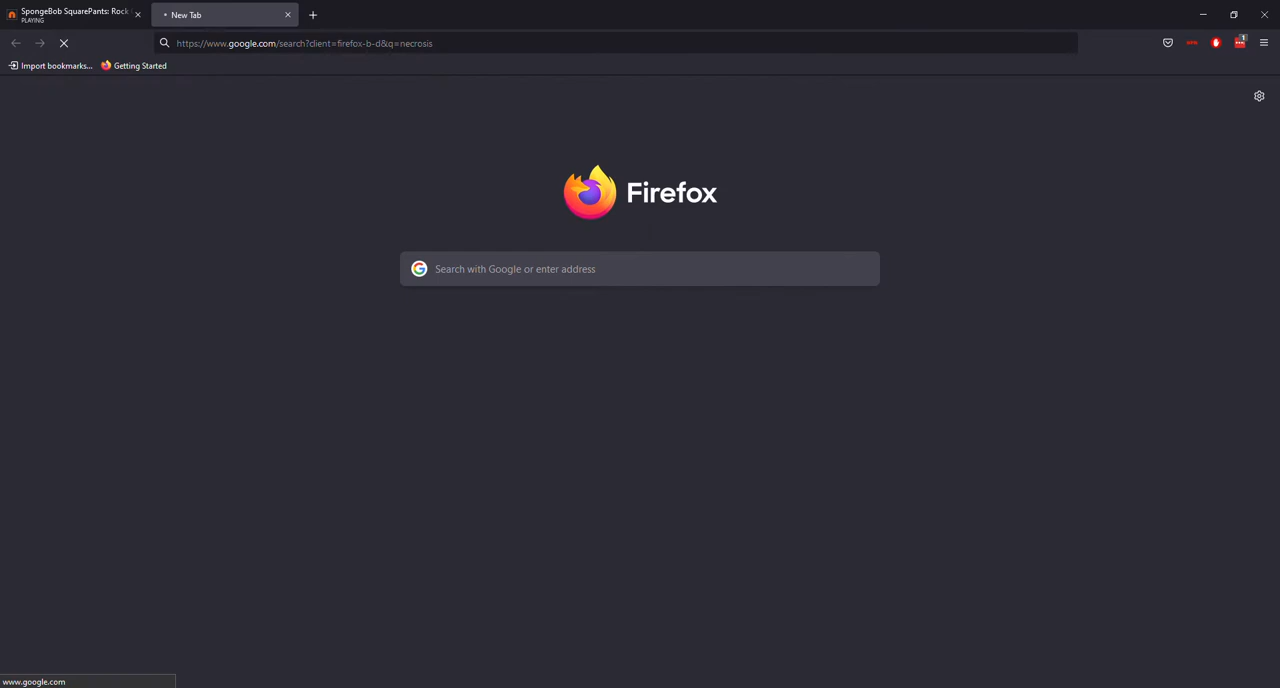 SpongeBob SquarePants: Rock
PLAYING
New Tab
https://www.google.com/search?client=firefox-b-d&q=necrosis
1
Import bookmarks...
Getting Started
Firefox
Search with Google or enter address
www.google.com